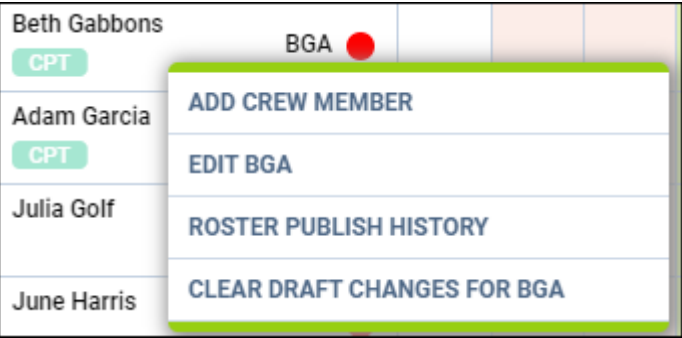 Beth Gabbons
BGA
CPT
ADD CREW MEMBER
Adam Garcia
CPT
EDIT BGA
Julia Golf
ROSTER PUBLISH HISTORY
CLEAR DRAFT CHANGES FOR BGA
June Harris